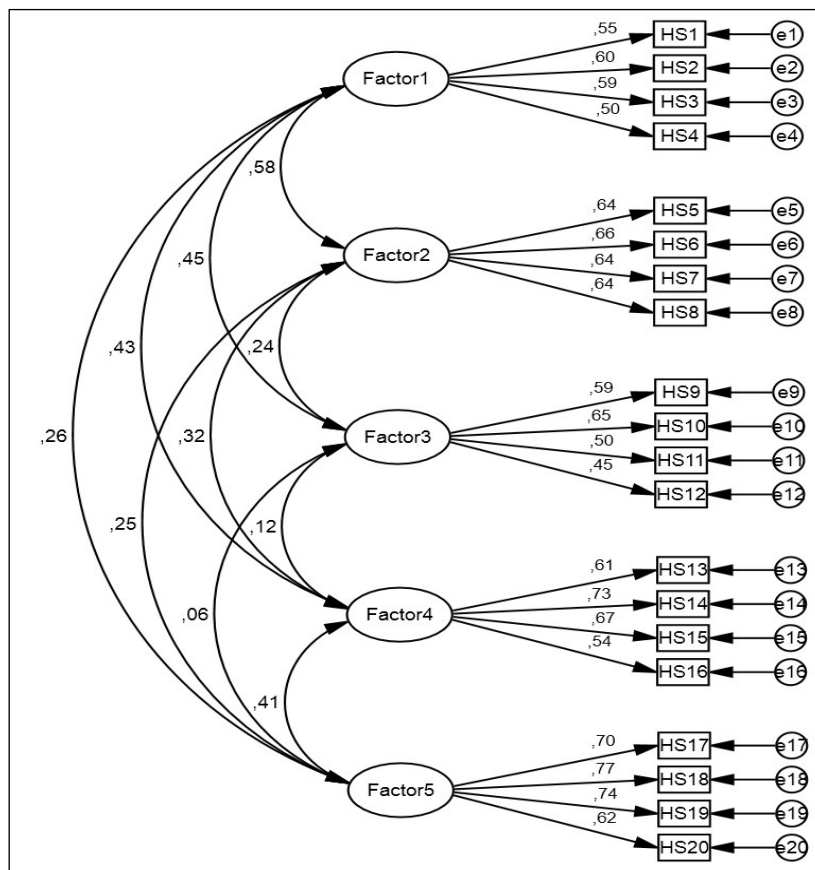 ,55 HS1 e1
,60 HS2 e2
Factor1
,59 HS3 e3
,50 HS4 e4
,58
,64 HS5 e5
,66 HS6 e6
Factor2
,45
,64 HS7 e7
,64 HS8 e8
,43
,24
,59 HS9 e9
,65 HS10 e10
,26
,32
Factor3
,50 HS11 e11
,45 HS12 e12
,25
,12
,61 HS13 e13
,73 HS14 e14
,06
Factor4
,67 HS15 e15
,54 HS16 e16
,41
,70 HS17 e17
,77 HS18 e18
Factor5
,74 HS19 e19
,62 HS20 e20